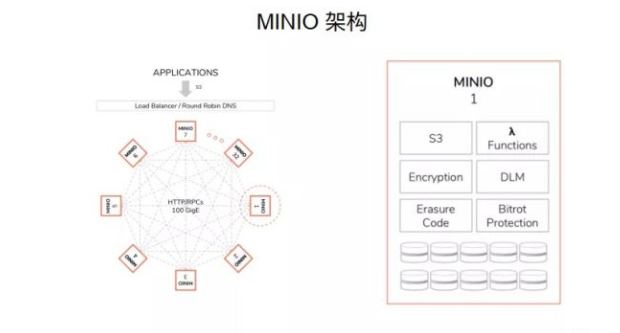 MINIO 架构
APPLICATIONS
S3
Load Balancer / Round Robin DNS
MINIO
7
MINIO
32
MINIO
6
MINIO
5
HTTP/RPCs
100 GigE
MINIO
1
MINIO
4
MINIO
2
MINIO
3
MINIO
1
S3
λ
Functions
Encryption
DLM
Erasure
Code
Bitrot
Protection